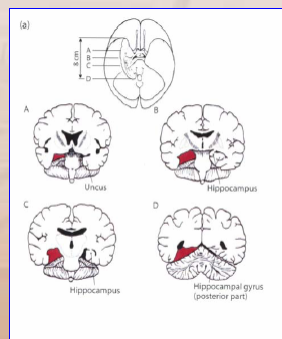 (a)
8 cm
A
B
C
D
A
B
Uncus
Hippocampus
C
D
Hippocampus
Hippocampal gyrus
(posterior part)